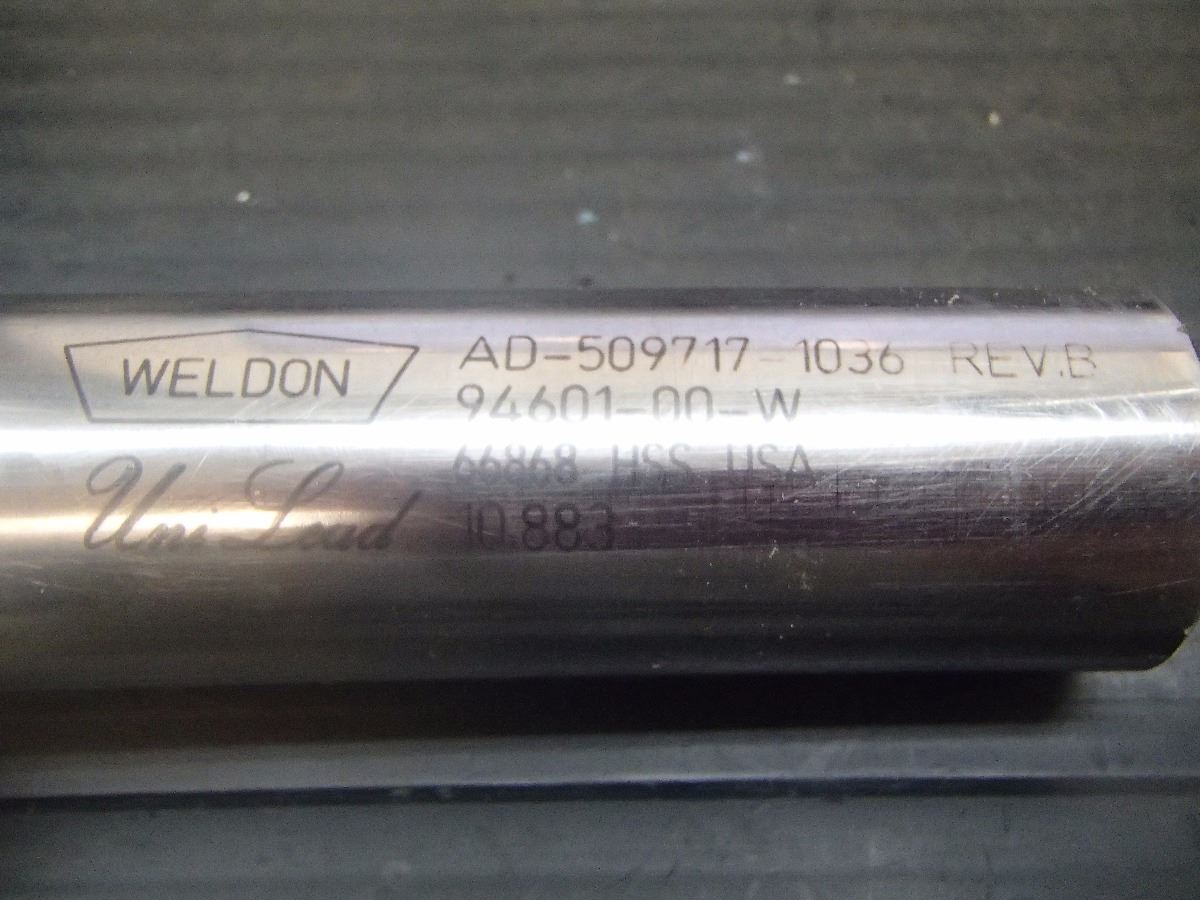 WELDON
Uni Lead
AD-509717-1036 REV.B
94601-00-W
66868 HSS USA
10.883